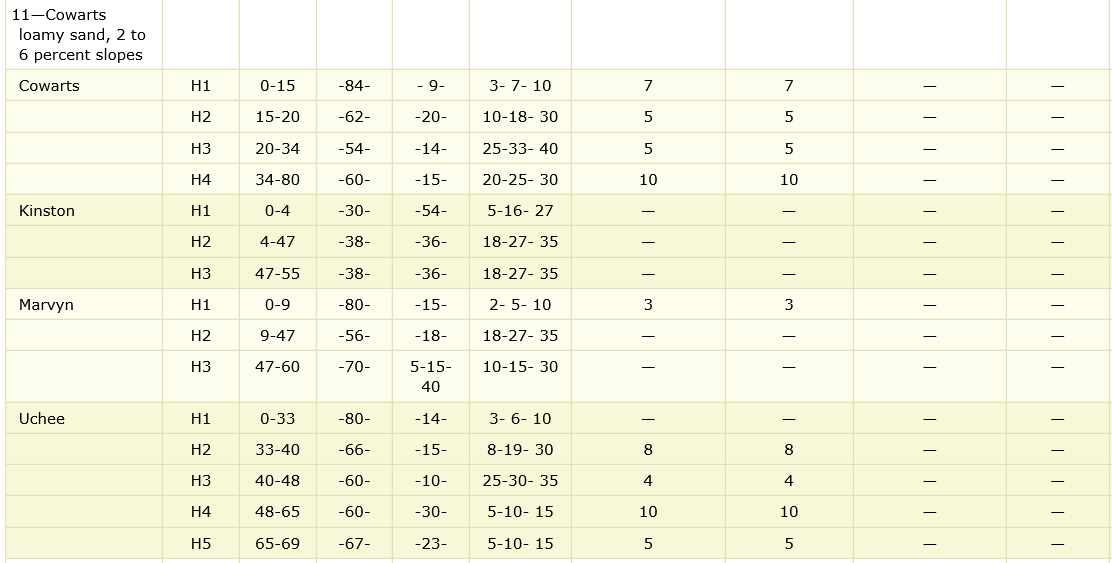 11—Cowarts
loamy sand, 2 to
6 percent slopes
Cowarts H1 0-15 -84- - 9- 3- 7- 10 7 7 — —
H2 15-20 -62- -20- 10-18- 30 5 5 — —
H3 20-34 -54- -14- 25-33- 40 5 5 — —
H4 34-80 -60- -15- 20-25- 30 10 10 — —
Kinston H1 0-4 -30- -54- 5-16- 27 — — — —
H2 4-47 -38- -36- 18-27- 35 — — — —
H3 47-55 -38- -36- 18-27- 35 — — — —
Marvyn H1 0-9 -80- -15- 2- 5- 10 3 3 — —
H2 9-47 -56- -18- 18-27- 35 — — — —
H3 47-60 -70- 5-15- 10-15- 30 — — — —
40
Uchee H1 0-33 -80- -14- 3- 6- 10 — — — —
H2 33-40 -66- -15- 8-19- 30 8 8 — —
H3 40-48 -60- -10- 25-30- 35 4 4 — —
H4 48-65 -60- -30- 5-10- 15 10 10 — —
H5 65-69 -67- -23- 5-10- 15 5 5 — —